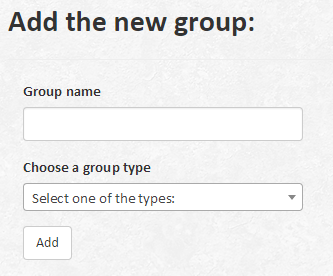 Add the new group:
Group name
Choose a group type
Select one of the types:
Add